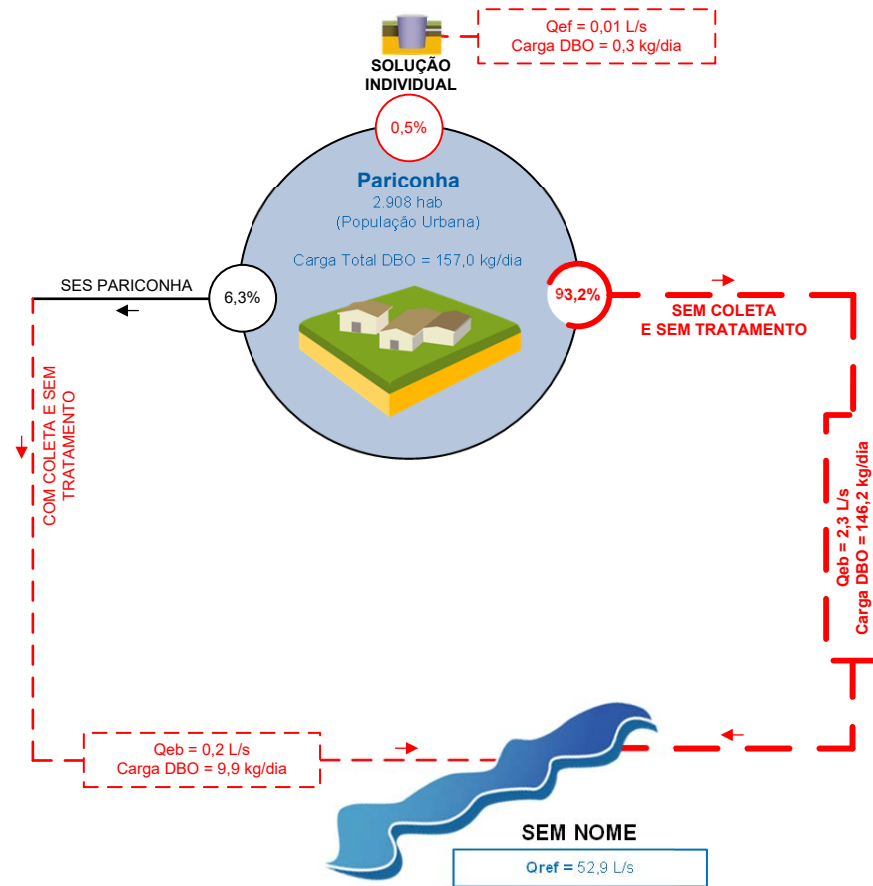 Qef = 0,01 L/s
Carga DBO = 0,3 kg/dia
SOLUÇÃO
INDIVIDUAL
0,5%
Pariconha
2.908 hab
(População Urbana)
Carga Total DBO = 157,0 kg/dia
SES PARICONHA
6,3%
93,2%
SEM COLETA
E SEM TRATAMENTO
COM COLETA E SEM
TRATAMENTO
Qeb = 2,3 L/s
Carga DBO = 146,2 kg/dia
Qeb = 0,2 L/s
Carga DBO = 9,9 kg/dia
SEM NOME
Qref = 52,9 L/s